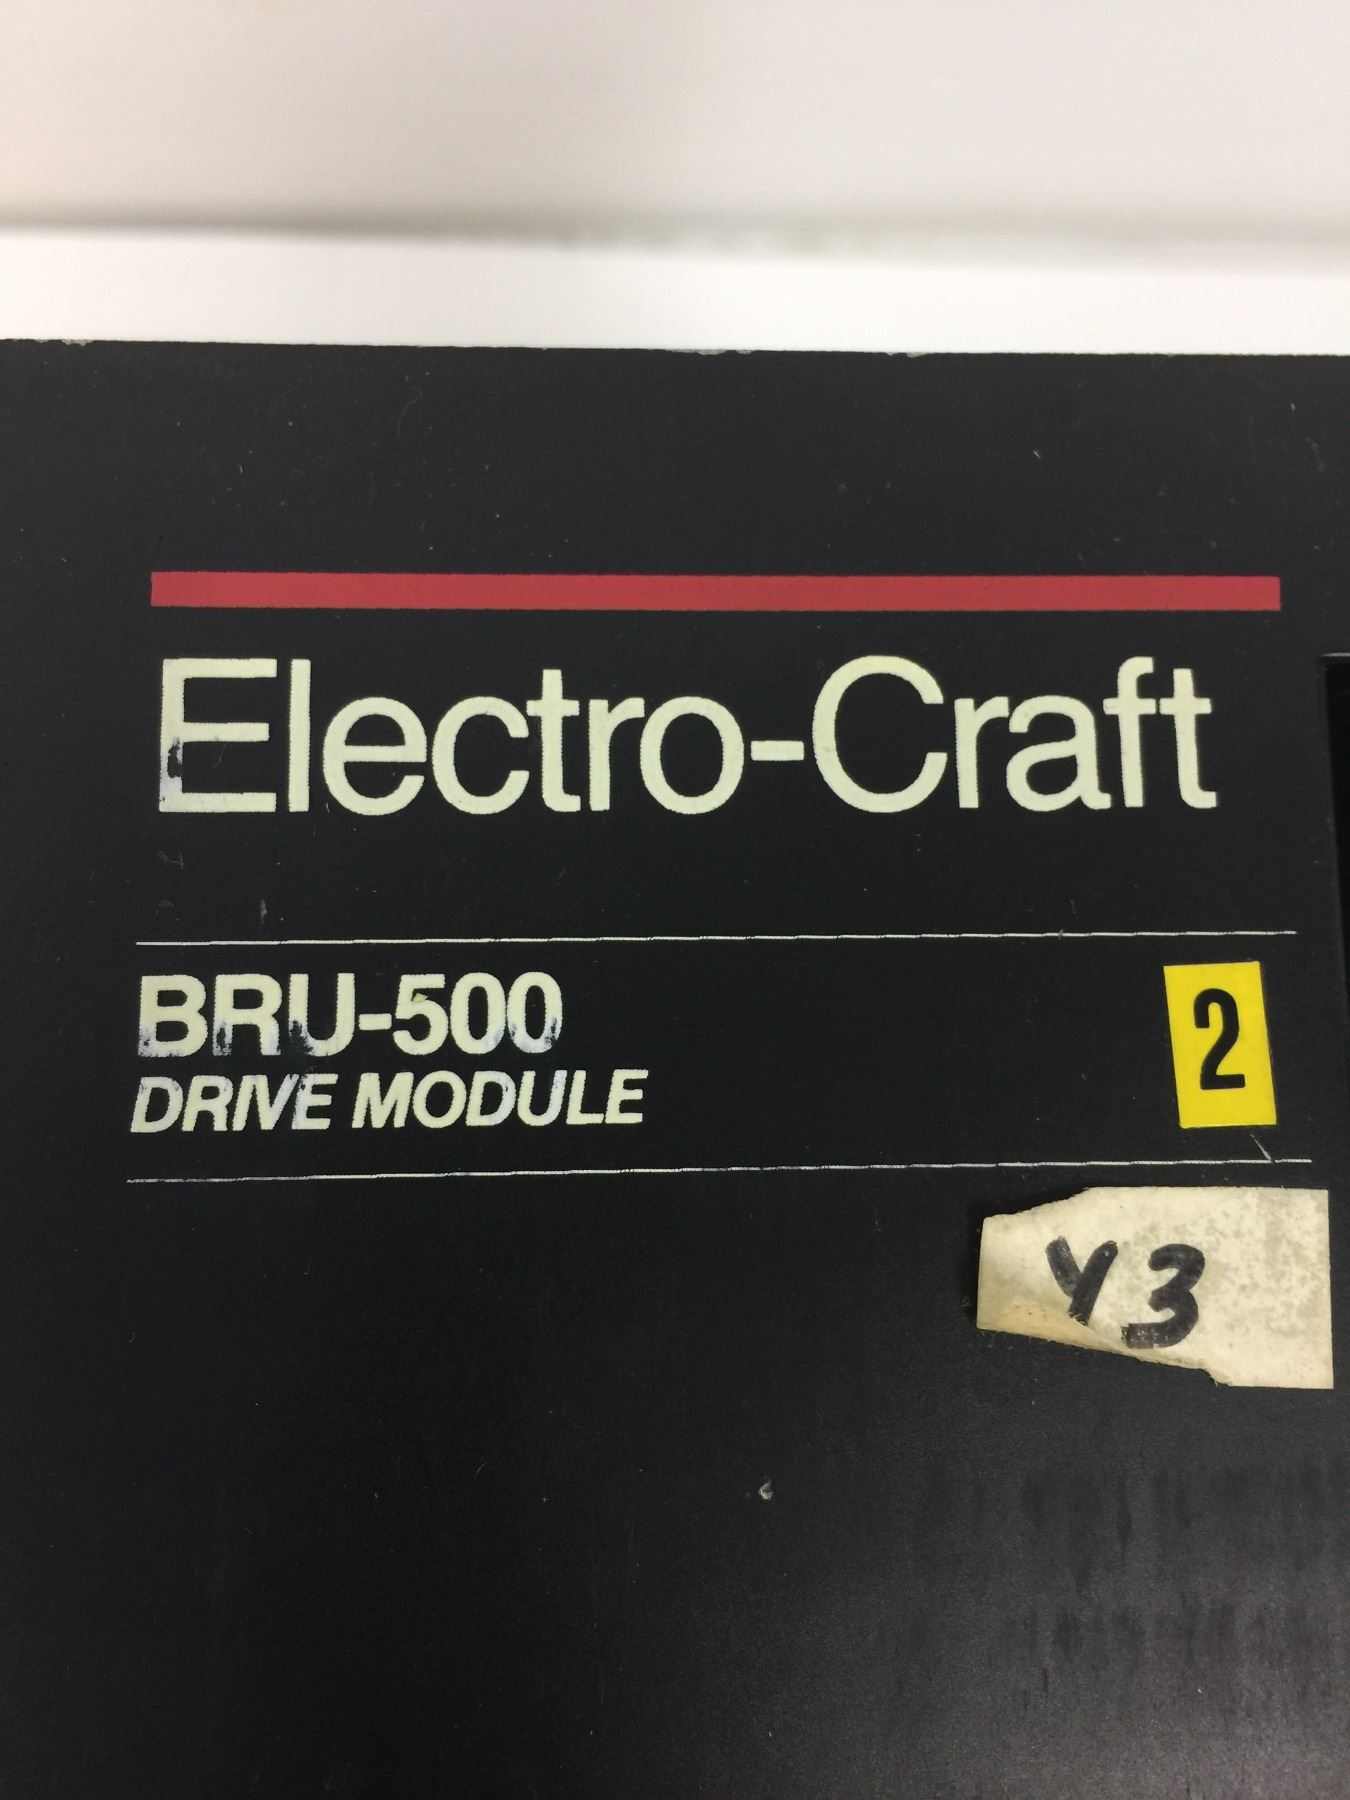 Electro-Craft
BRU-500
DRIVE MODULE
2
Y3